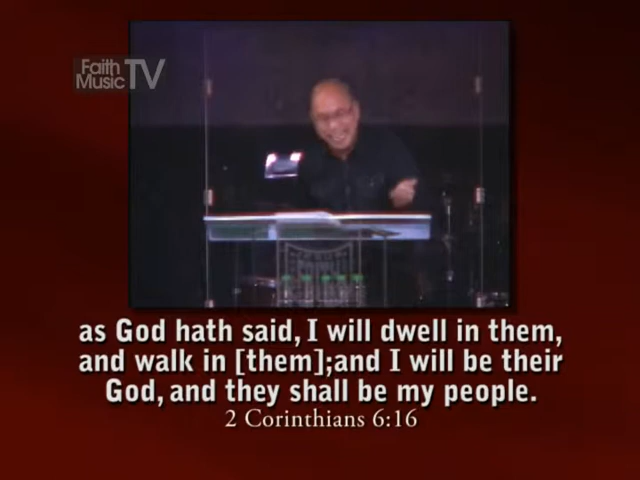 Faith
Music TV
as God hath said, I will dwell in them,
and walk in [them];and I will be their
God, and they shall be my people.
2 Corinthians 6:16